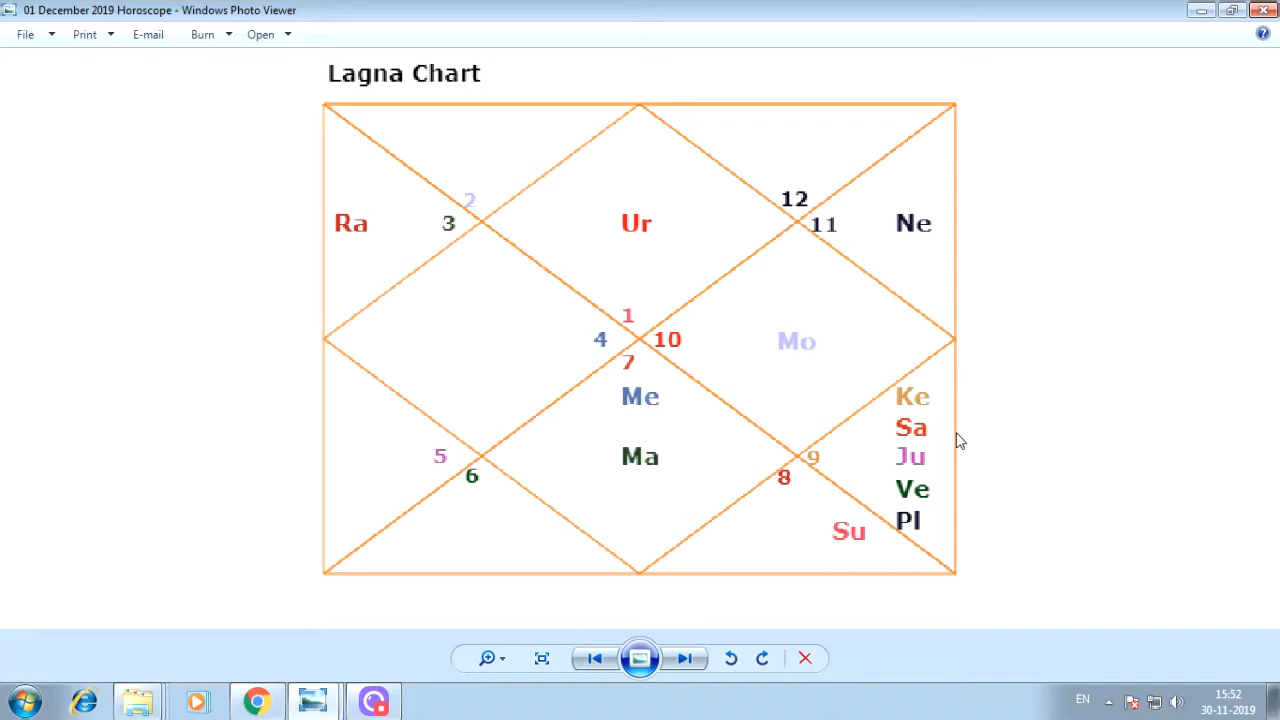 01 December 2019 Horoscope - Windows Photo Viewer
File Print E-mail Burn Open
Lagna Chart
2 12
Ra 3 Ur 11 Ne
1
4 10 Mo
7
Me Ke
Sa
5 Ma 9 Ju
6 8
Ve
Pl
Su
EN 15:52
30-11-2019